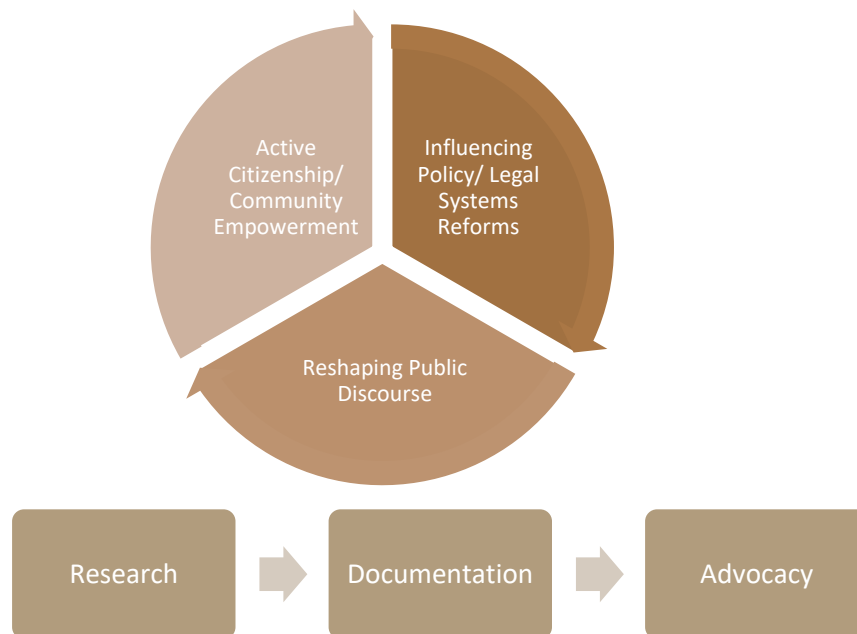 Active
Citizenship/
Community
Empowerment
Influencing
Policy/ Legal
Systems
Reforms
Reshaping Public
Discourse
Research
Documentation
Advocacy